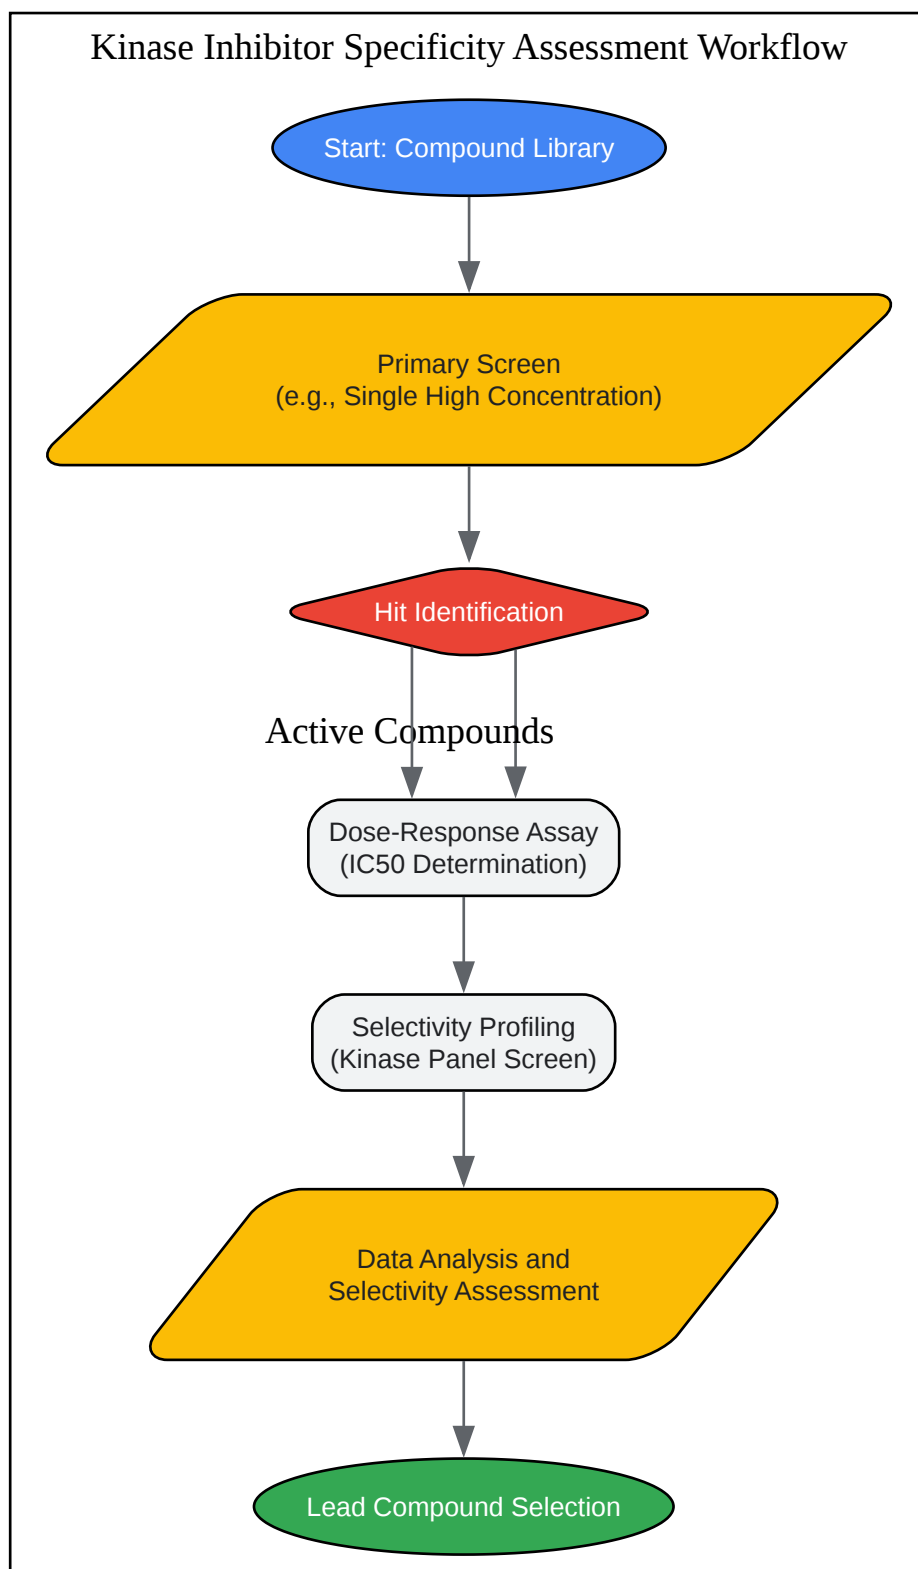 Kinase Inhibitor Specificity Assessment Workflow
Start: Compound Library
Primary Screen
(e.g., Single High Concentration)
Hit Identification
Active Compounds
Dose-Response Assay
(IC50 Determination)
Selectivity Profiling
(Kinase Panel Screen)
Data Analysis and
Selectivity Assessment
Lead Compound Selection